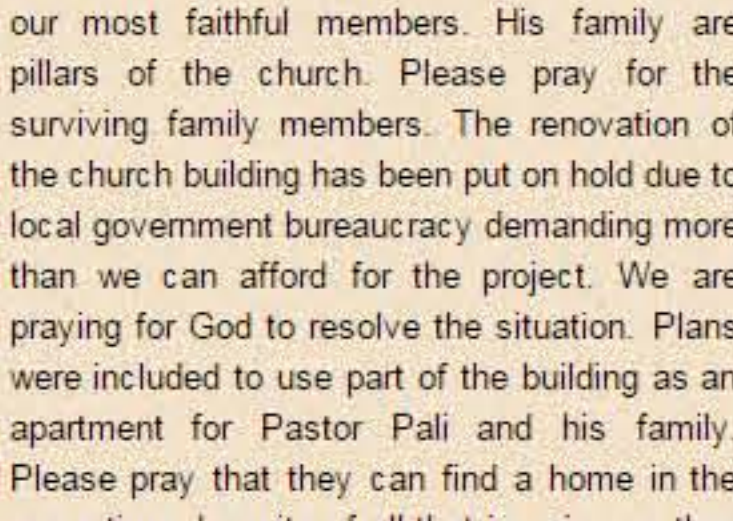 our most faithful members. His family are
pillars of the church. Please pray for the
surviving family members. The renovation of
the church building has been put on hold due to
local government bureaucracy demanding more
than we can afford for the project. We are
praying for God to resolve the situation. Plans
were included to use part of the building as an
apartment for Pastor Pali and his family.
Please pray that they can find a home in the